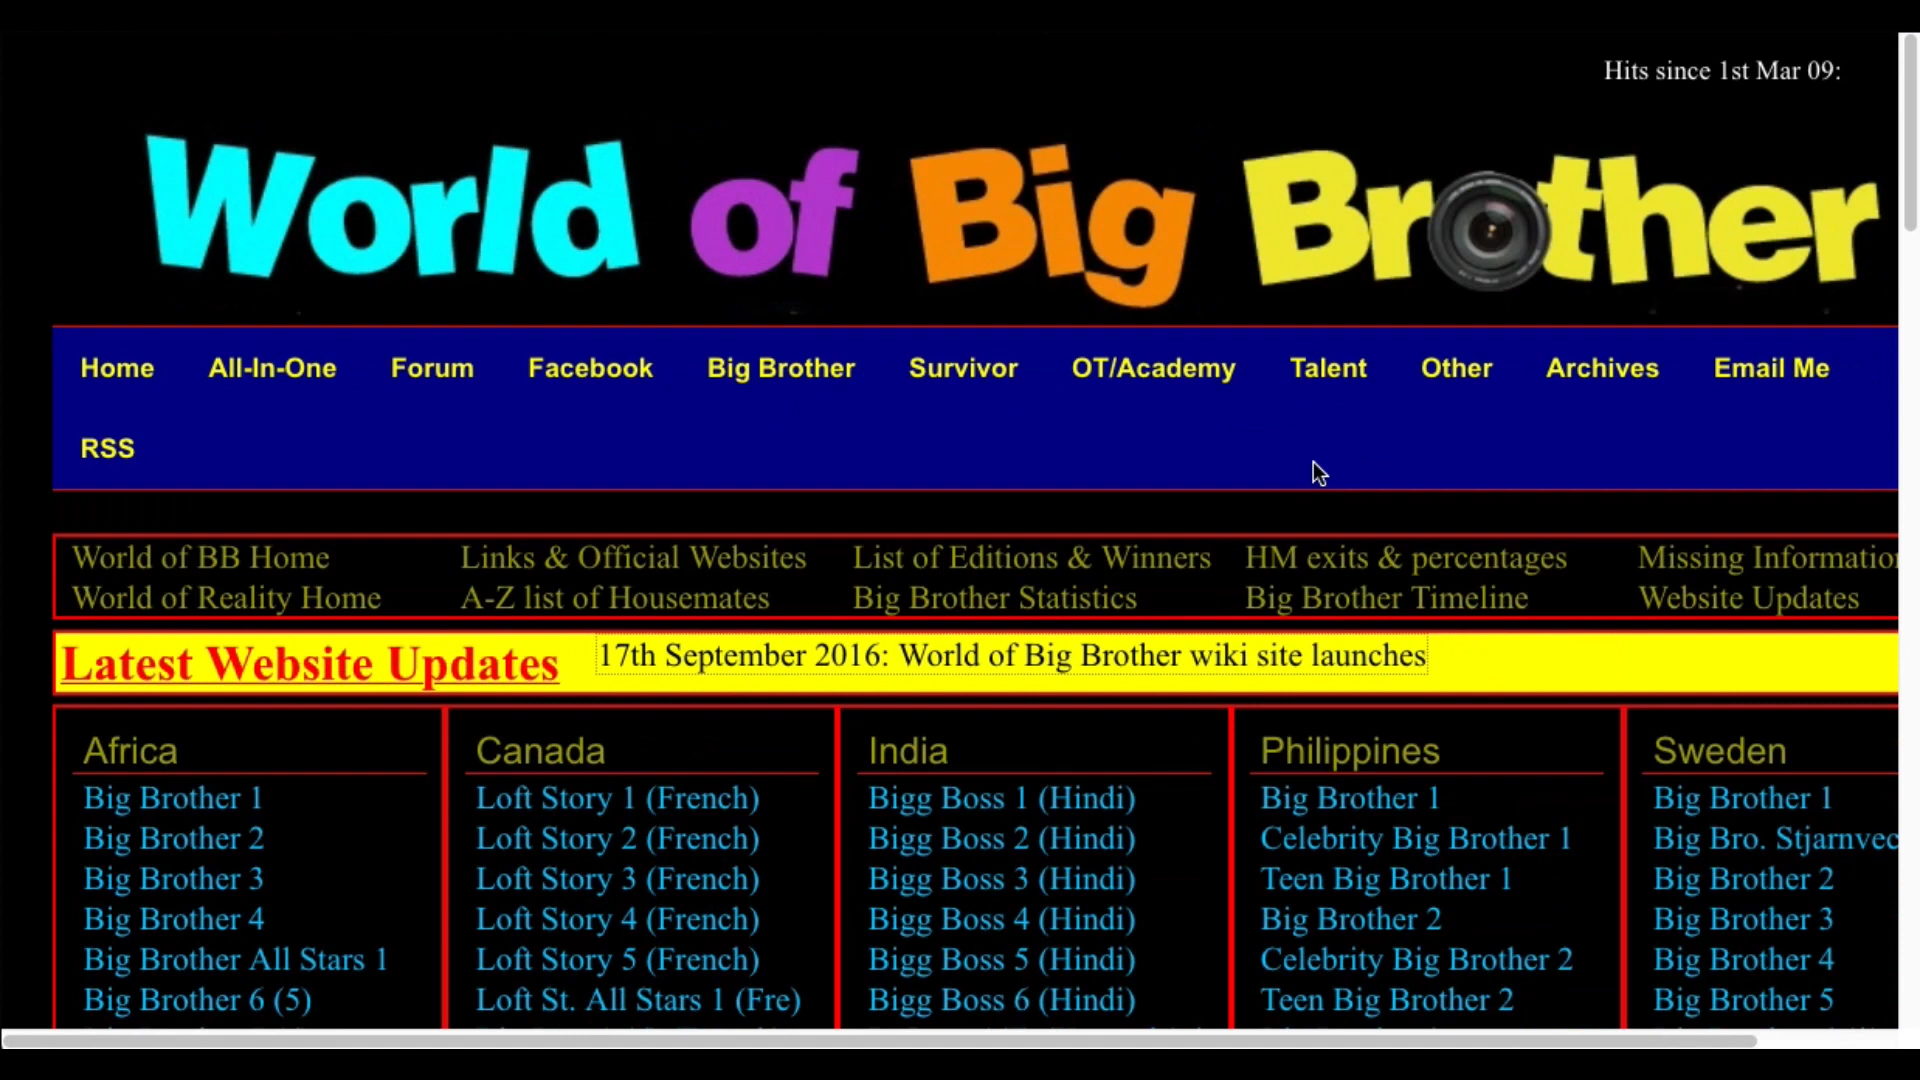 Hits since 1st Mar 09:
World of Big Brother
Home All-In-One Forum Facebook Big Brother Survivor OT/Academy Talent Other Archives Email Me
RSS
World of BB Home Links & Official Websites List of Editions & Winners HM exits & percentages Missing Informatio
World of Reality Home A-Z list of Housemates Big Brother Statistics Big Brother Timeline Website Updates
Latest Website Updates 17th September 2016: World of Big Brother wiki site launches
Africa
Big Brother 1
Big Brother 2
Big Brother 3
Big Brother 4
Big Brother All Stars 1
Big Brother 6 (5)
Canada
Loft Story 1 (French)
Loft Story 2 (French)
Loft Story 3 (French)
Loft Story 4 (French)
Loft Story 5 (French)
Loft St. All Stars 1 (Fre)
India
Bigg Boss 1 (Hindi)
Bigg Boss 2 (Hindi)
Bigg Boss 3 (Hindi)
Bigg Boss 4 (Hindi)
Bigg Boss 5 (Hindi)
Bigg Boss 6 (Hindi)
Philippines
Big Brother 1
Celebrity Big Brother 1
Teen Big Brother 1
Big Brother 2
Celebrity Big Brother 2
Teen Big Brother 2
Sweden
Big Brother 1
Big Bro. Stjarnvec
Big Brother 2
Big Brother 3
Big Brother 4
Big Brother 5